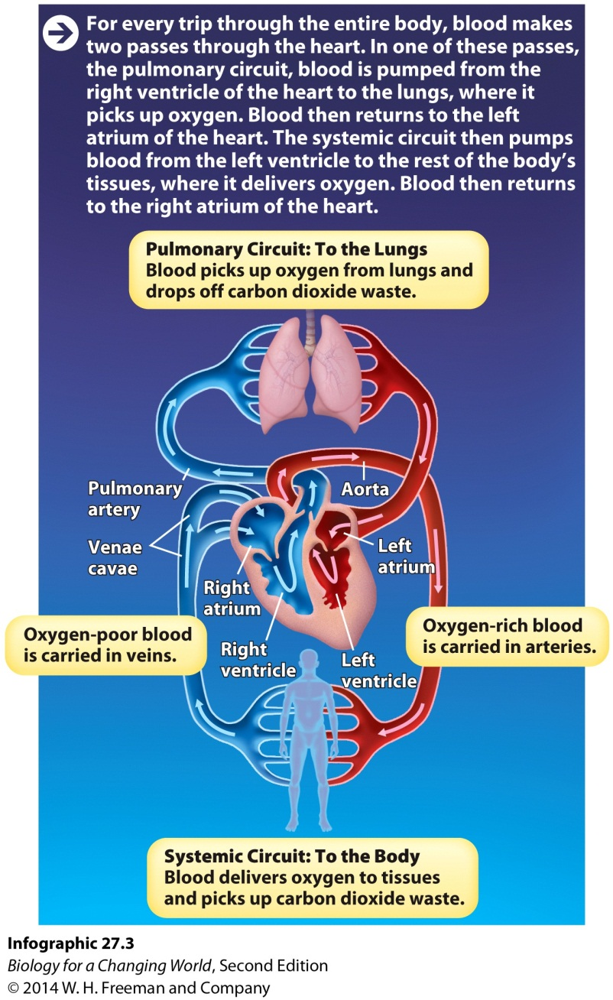 For every trip through the entire body, blood makes
two passes through the heart. In one of these passes,
the pulmonary circuit, blood is pumped from the
right ventricle of the heart to the lungs, where it
picks up oxygen. Blood then returns to the left
atrium of the heart. The systemic circuit then pumps
blood from the left ventricle to the rest of the body’s
tissues, where it delivers oxygen. Blood then returns
to the right atrium of the heart.
Pulmonary Circuit: To the Lungs
Blood picks up oxygen from lungs and
drops off carbon dioxide waste.
Pulmonary
artery
Aorta
Venae
cavae
Left
atrium
Right
atrium
Oxygen-poor blood
is carried in veins.
Oxygen-rich blood
is carried in arteries.
Right
ventricle
Left
ventricle
Systemic Circuit: To the Body
Blood delivers oxygen to tissues
and picks up carbon dioxide waste.
Infographic 27.3
Biology for a Changing World, Second Edition
© 2014 W. H. Freeman and Company